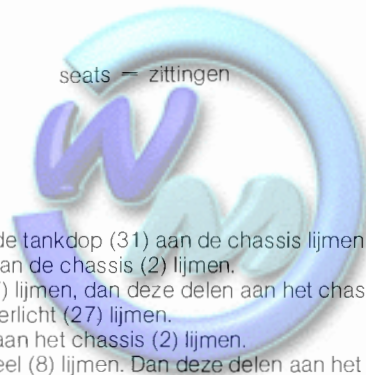 seats = zittingen
de tankdop (31) aan de chassis lijmen
an de chassis (2) lijmen.
) lijmen, dan deze delen aan het chas
erlicht (27) lijmen.
aan het chassis (2) lijmen.
eel (8) lijmen. Dan deze delen aan het